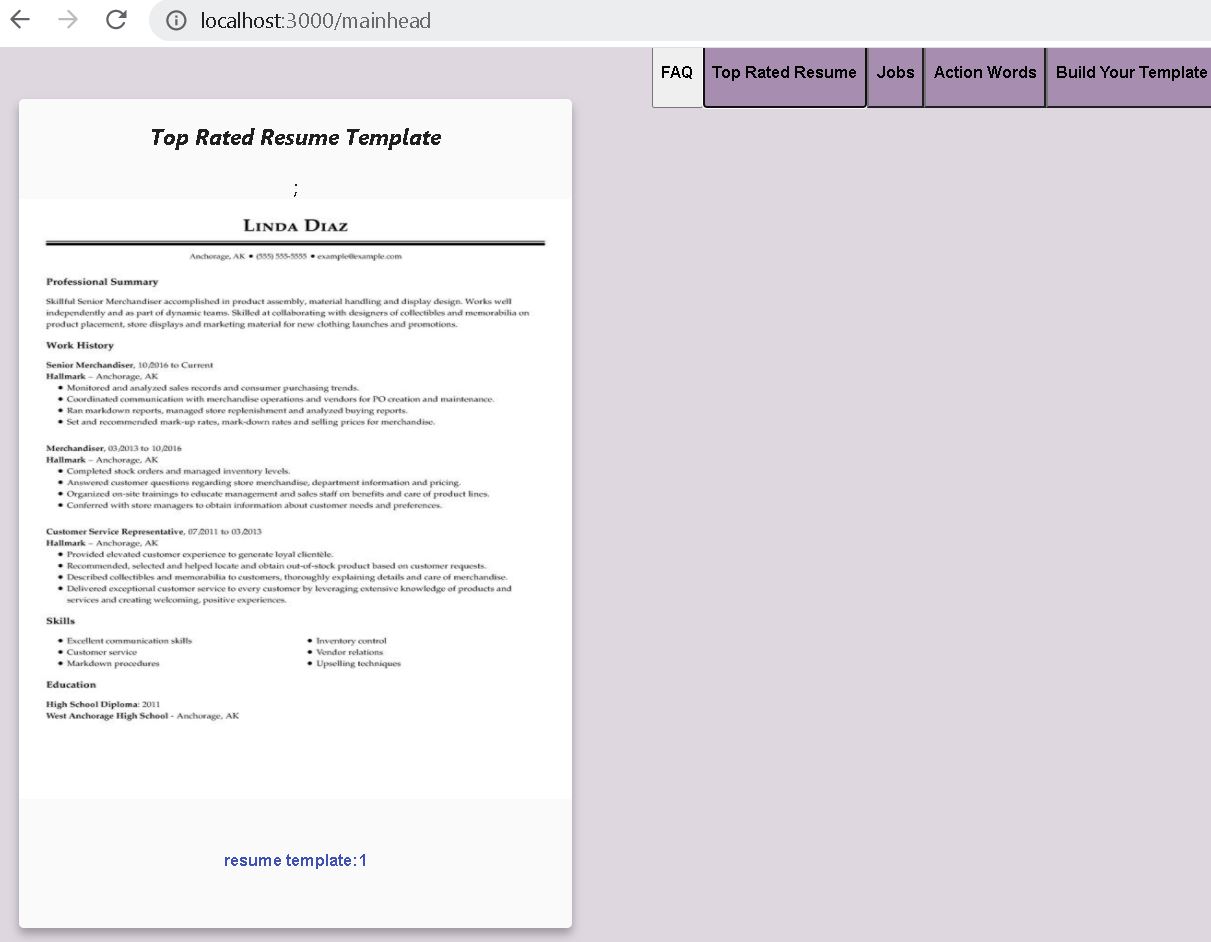 localhost:3000/mainhead
FAQ Top Rated Resume Jobs Action Words Build Your Template
Top Rated Resume Template
;
LINDA DIAZ
Anchorage, AK • (555) 555-5555 • example@example.com
Professional Summary
Skillful Senior Merchandiser accomplished in product assembly, material handling and display design. Works well
independently and as part of dynamic teams. Skilled at collaborating with designers of collectibles and memorabilia on
product placement, store displays and marketing material for new clothing launches and promotions.
Work History
Senior Merchandiser, 10/2016 to Current
Hallmark – Anchorage, AK
• Monitored and analyzed sales records and consumer purchasing trends.
• Coordinated communication with merchandise operations and vendors for PO creation and maintenance.
• Ran markdown reports, managed store replenishment and analyzed buying reports.
• Set and recommended mark-up rates, mark-down rates and selling prices for merchandise.
Merchandiser, 03/2013 to 10/2016
Hallmark – Anchorage, AK
• Completed stock orders and managed inventory levels.
• Answered customer questions regarding store merchandise, department information and pricing.
• Organized on-site trainings to educate management and sales staff on benefits and care of product lines.
• Conferred with store managers to obtain information about customer needs and preferences.
Customer Service Representative, 07/2011 to 03/2013
Hallmark – Anchorage, AK
• Provided elevated customer experience to generate loyal clientèle.
• Recommended, selected and helped locate and obtain out-of-stock product based on customer requests.
• Described collectibles and memorabilia to customers, thoroughly explaining details and care of merchandise.
• Delivered exceptional customer service to every customer by leveraging extensive knowledge of products and
services and creating welcoming, positive experiences.
Skills
• Excellent communication skills • Inventory control
• Customer service • Vendor relations
• Markdown procedures • Upselling techniques
Education
High School Diploma: 2011
West Anchorage High School - Anchorage, AK
resume template:1